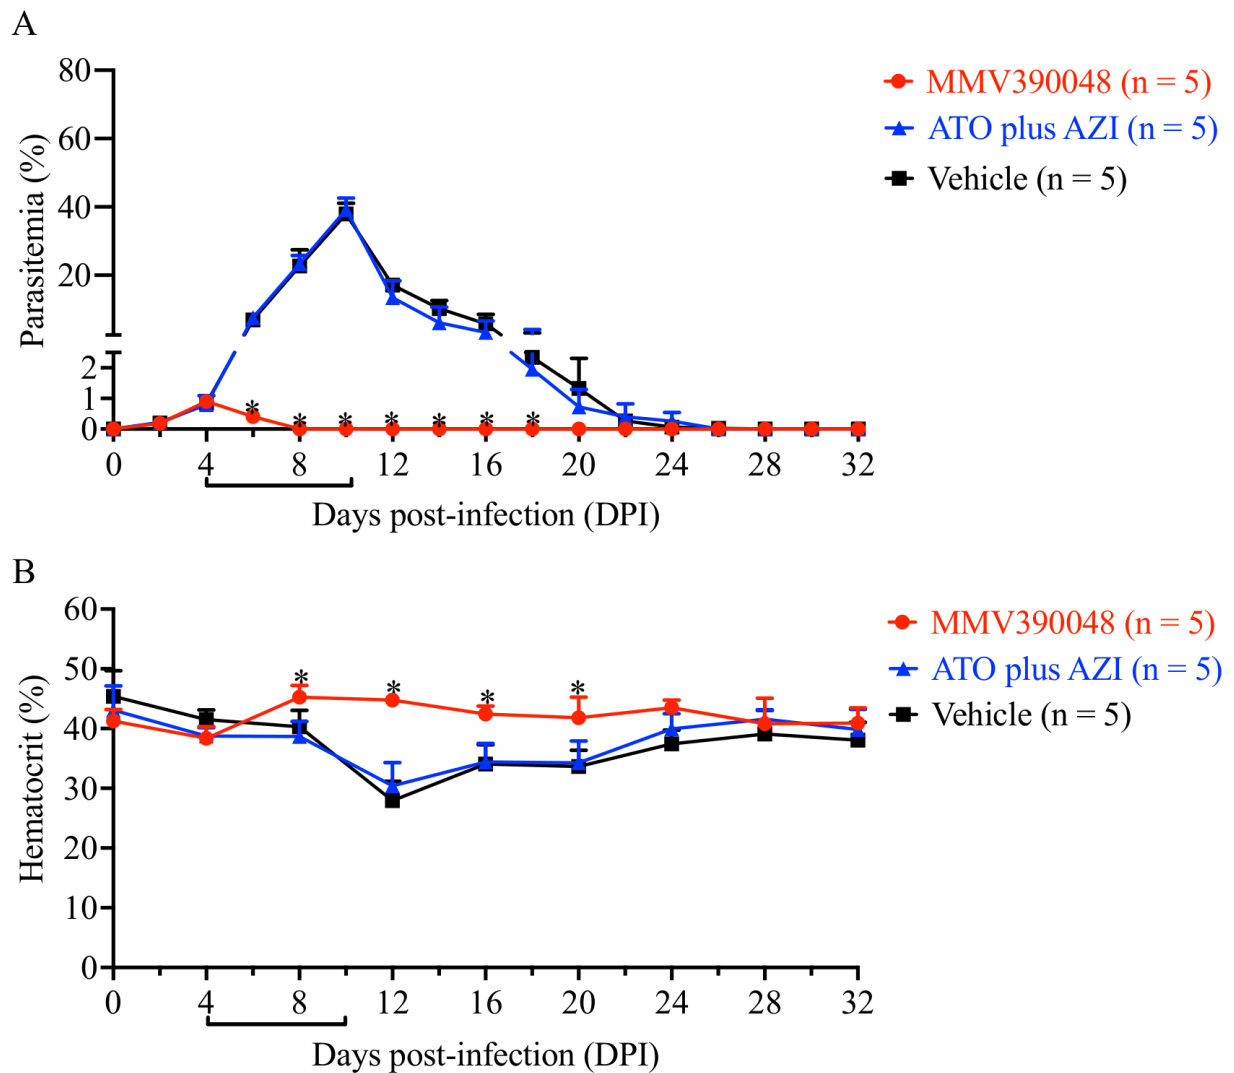 A
80
60
40
20
2
1
0
Parasitemia (%)
MMV390048 (n = 5)
ATO plus AZI (n = 5)
Vehicle (n = 5)
* * * * * * *
0 4 8 12 16 20 24 28 32
Days post-infection (DPI)
B
60
50
40
30
20
10
0
Hematocrit (%)
MMV390048 (n = 5)
ATO plus AZI (n = 5)
Vehicle (n = 5)
* * * *
0 4 8 12 16 20 24 28 32
Days post-infection (DPI)